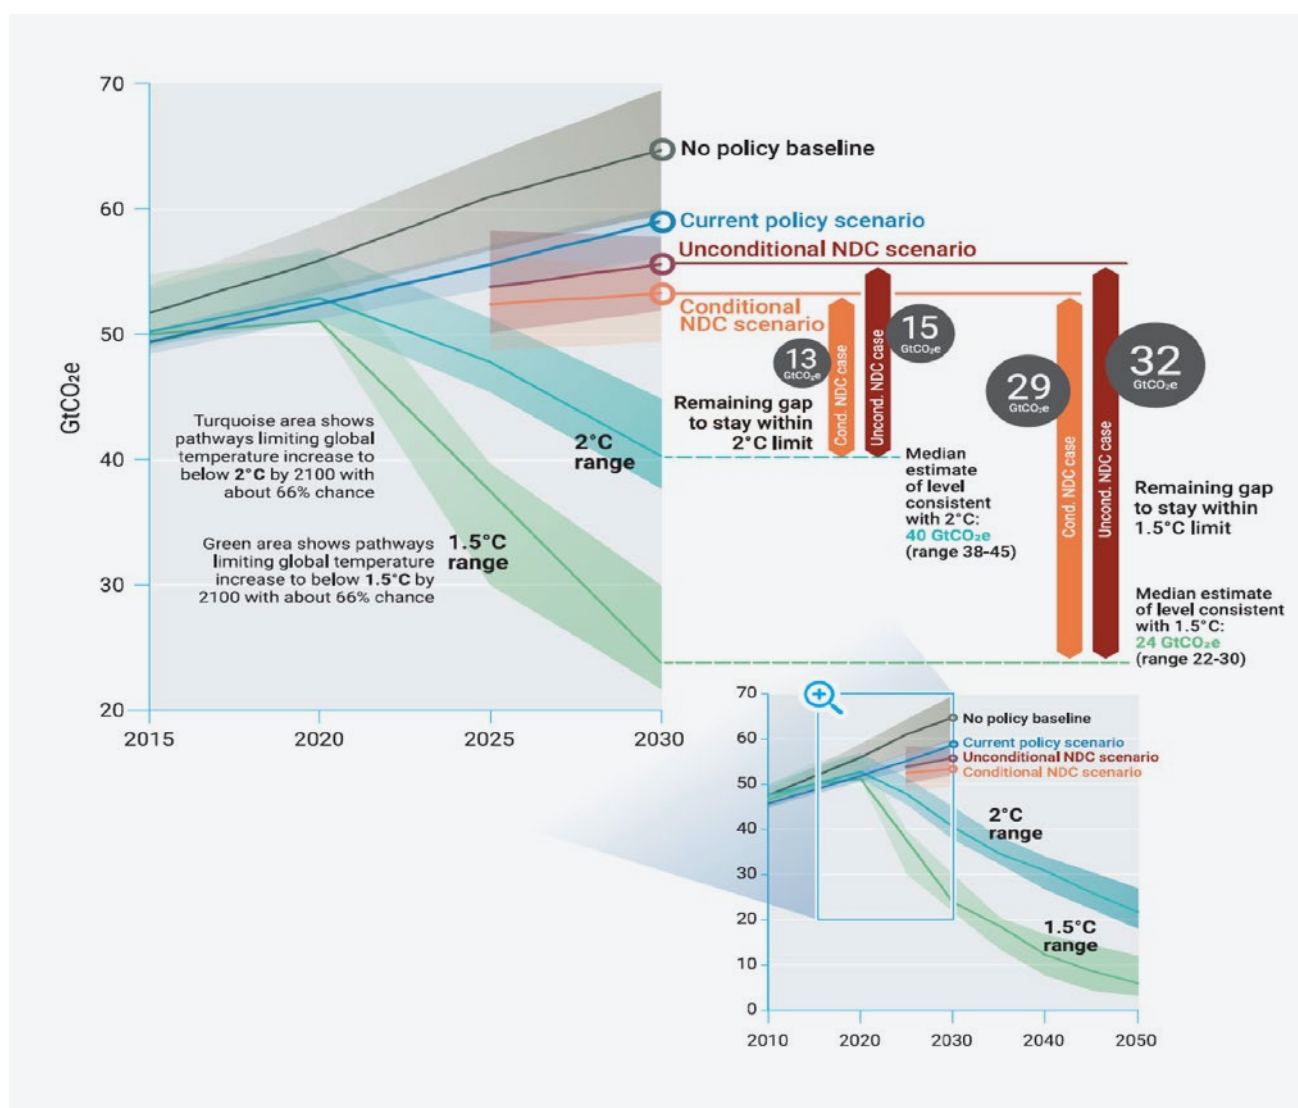 70
60
50
40
30
20
GtCO₂e
2015
2020
2025
2030
No policy baseline
Current policy scenario
Unconditional NDC scenario
Conditional
NDC scenario
Turquoise area shows
pathways limiting global
temperature increase to
below 2°C by 2100 with
about 66% chance
2°C
range
Green area shows pathways
limiting global temperature
increase to below 1.5°C by
2100 with about 66% chance
1.5°C
range
13
GtCO₂e
15
GtCO₂e
Cond. NDC case
Uncond. NDC case
Remaining gap
to stay within
2°C limit
Median
estimate
of level
consistent
with 2°C:
40 GtCO₂e
(range 38-45)
29
GtCO₂e
32
GtCO₂e
Cond. NDC case
Uncond. NDC case
Remaining gap
to stay within
1.5°C limit
Median estimate
of level consistent
with 1.5°C:
24 GtCO₂e
(range 22-30)
70
60
50
40
30
20
10
0
2010
2020
2030
2040
2050
No policy baseline
Current policy scenario
Unconditional NDC scenario
Conditional NDC scenario
2°C
range
1.5°C
range